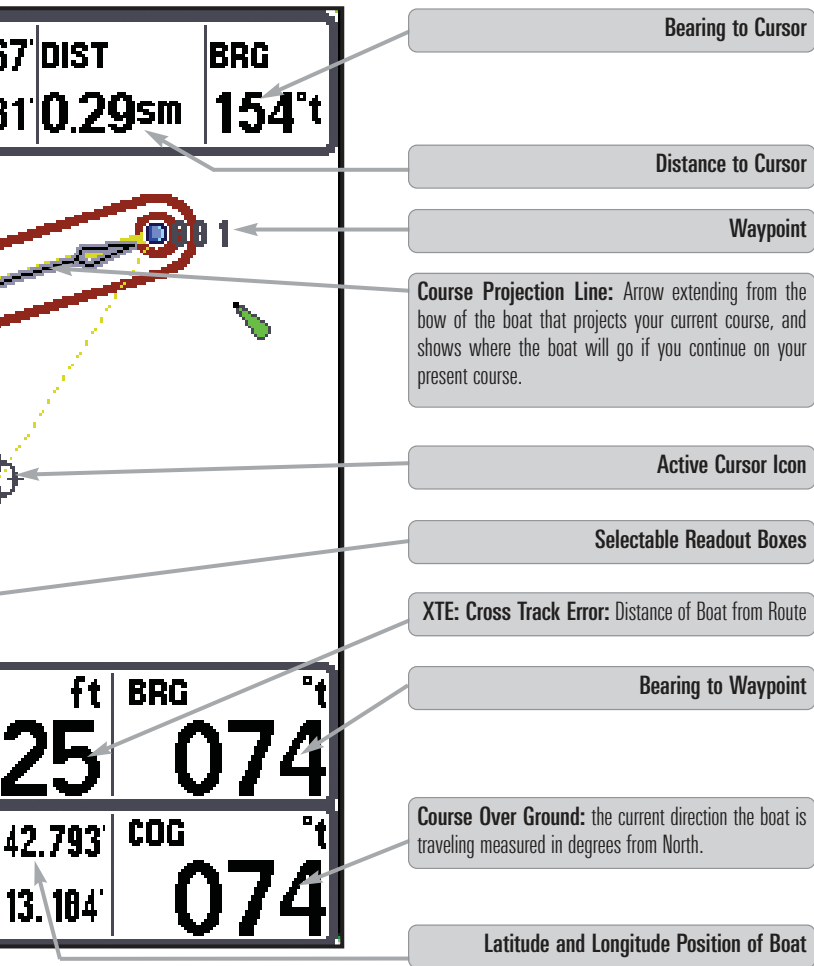 67' DIST BRG
31' 0.29sm 154°t
Bearing to Cursor
Distance to Cursor
001
Waypoint
Course Projection Line: Arrow extending from the
bow of the boat that projects your current course, and
shows where the boat will go if you continue on your
present course.
Active Cursor Icon
Selectable Readout Boxes
XTE: Cross Track Error: Distance of Boat from Route
ft BRG °t
25 074
Bearing to Waypoint
42.793' COG °t
13.104' 074
Course Over Ground: the current direction the boat is
traveling measured in degrees from North.
Latitude and Longitude Position of Boat